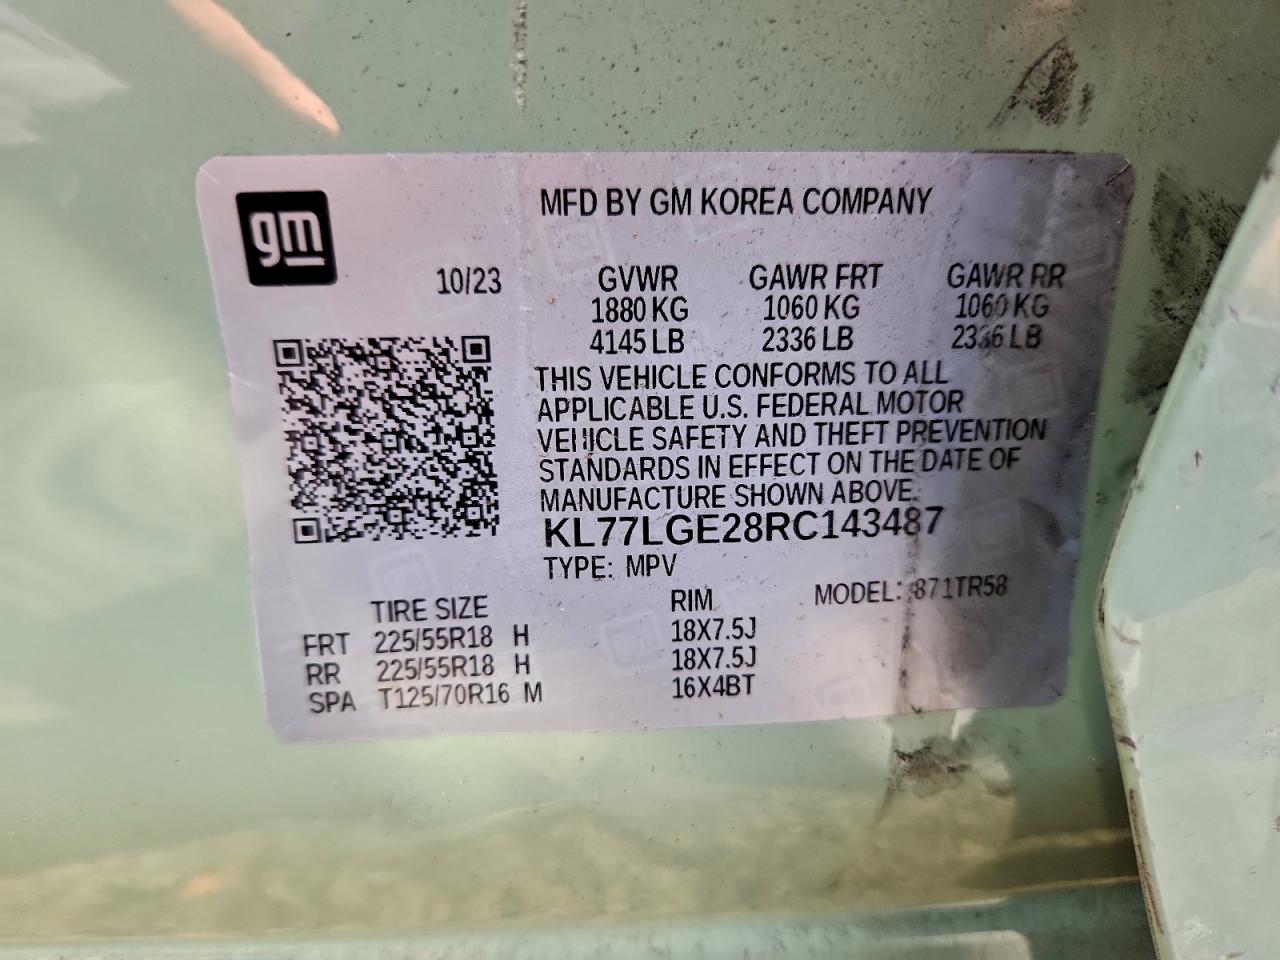 gm
MFD BY GM KOREA COMPANY
10/23 GVWR GAWR FRT GAWR RR
1880 KG 1060 KG 1060 KG
4145 LB 2336 LB 2336 LB
THIS VEHICLE CONFORMS TO ALL
APPLICABLE U.S. FEDERAL MOTOR
VEHICLE SAFETY AND THEFT PREVENTION
STANDARDS IN EFFECT ON THE DATE OF
MANUFACTURE SHOWN ABOVE.
KL77LGE28RC143487
TYPE: MPV
MODEL: 871TR58
TIRE SIZE RIM
FRT 225/55R18 H 18X7.5J
RR 225/55R18 H 18X7.5J
SPA T125/70R16 M 16X4BT